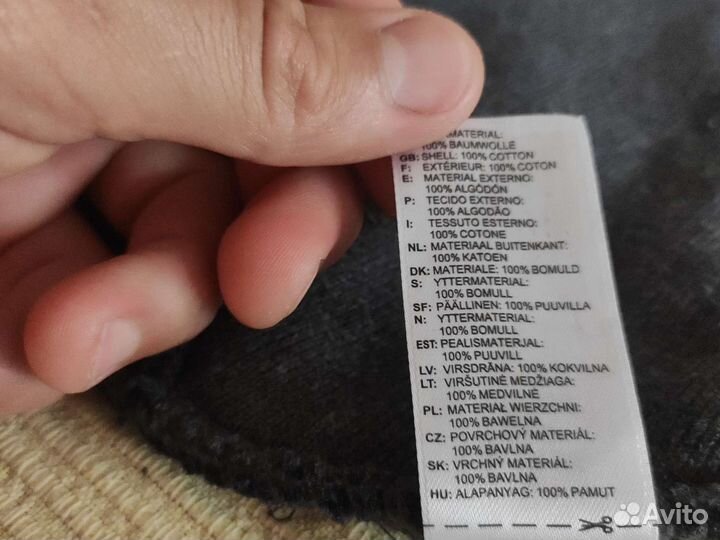 MATERIAL:
100% BAUMWOLLE
GB: SHELL: 100% COTTON
F: EXTÉRIEUR: 100% COTON
E: MATERIAL EXTERNO:
100% ALGODÓN
P: TECIDO EXTERNO:
100% ALGODÃO
I: TESSUTO ESTERNO:
100% COTONE
NL: MATERIAAL BUITENKANT:
100% KATOEN
DK: MATERIALE: 100% BOMULD
S: YTTERMATERIAL:
100% BOMULL
SF: PÄÄLLINEN: 100% PUUVILLA
N: YTTERMATERIAL:
100% BOMULL
EST: PEALISMATERJAL:
100% PUUVILL
LV: VIRSDRĀNA: 100% KOKVILNA
LT: VIRŠUTINĖ MEDŽIAGA:
100% MEDVILNĖ
PL: MATERIAŁ WIERZCHNI:
100% BAWEŁNA
CZ: POVRCHOVÝ MATERIÁL:
100% BAVLNA
SK: VRCHNÝ MATERIÁL:
100% BAVLNA
HU: ALAPANYAG: 100% PAMUT
Avito